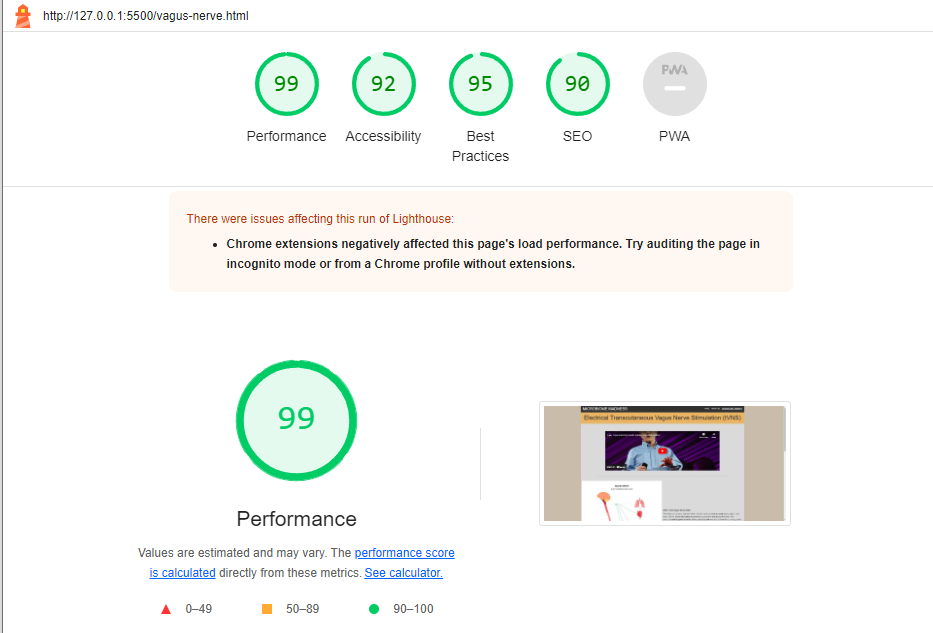 http://127.0.0.1:5500/vagus-nerve.html
99
92
95
90
PWA
Performance
Accessibility
Best
Practices
SEO
PWA
There were issues affecting this run of Lighthouse:
• Chrome extensions negatively affected this page's load performance. Try auditing the page in
incognito mode or from a Chrome profile without extensions.
99
Performance
Values are estimated and may vary. The performance score
is calculated directly from these metrics. See calculator.
0–49
50–89
90–100
MICROBIOME MADNESS
Electrical Transcutaneous Vagus Nerve Stimulation (tVNS)